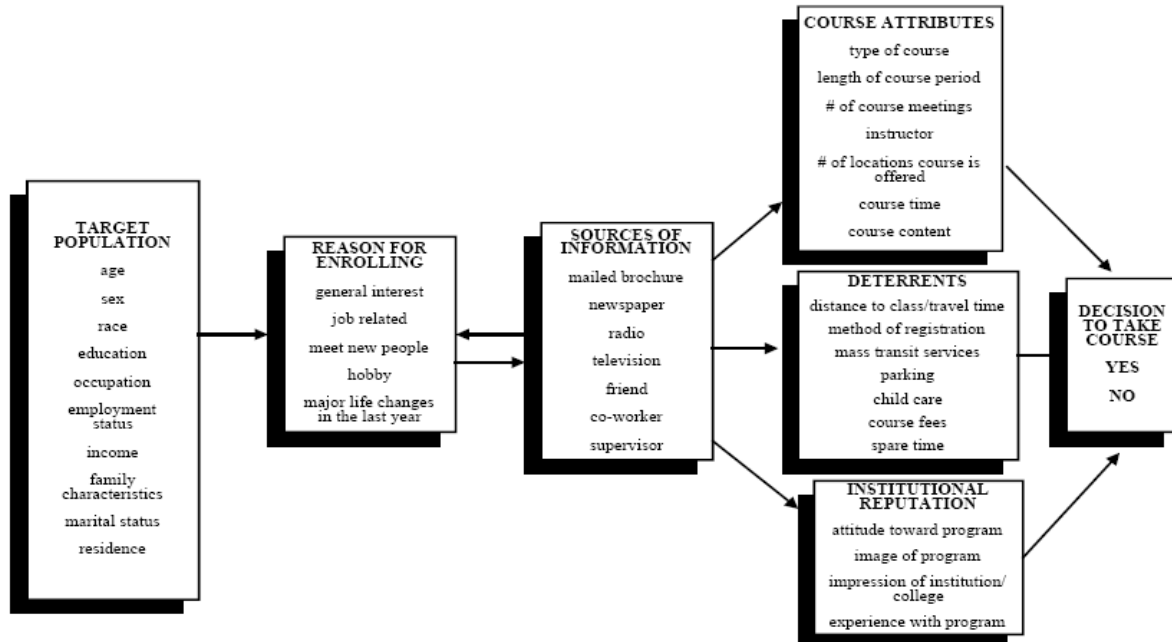 TARGET
POPULATION
age
sex
race
education
occupation
employment
status
income
family
characteristics
marital status
residence
REASON FOR
ENROLLING
general interest
job related
meet new people
hobby
major life changes
in the last year
SOURCES OF
INFORMATION
mailed brochure
newspaper
radio
television
friend
co-worker
supervisor
COURSE ATTRIBUTES
type of course
length of course period
# of course meetings
instructor
# of locations course is
offered
course time
course content
DETERRENTS
distance to class/travel time
method of registration
mass transit services
parking
child care
course fees
spare time
INSTITUTIONAL
REPUTATION
attitude toward program
image of program
impression of institution/
college
experience with program
DECISION
TO TAKE
COURSE
YES
NO